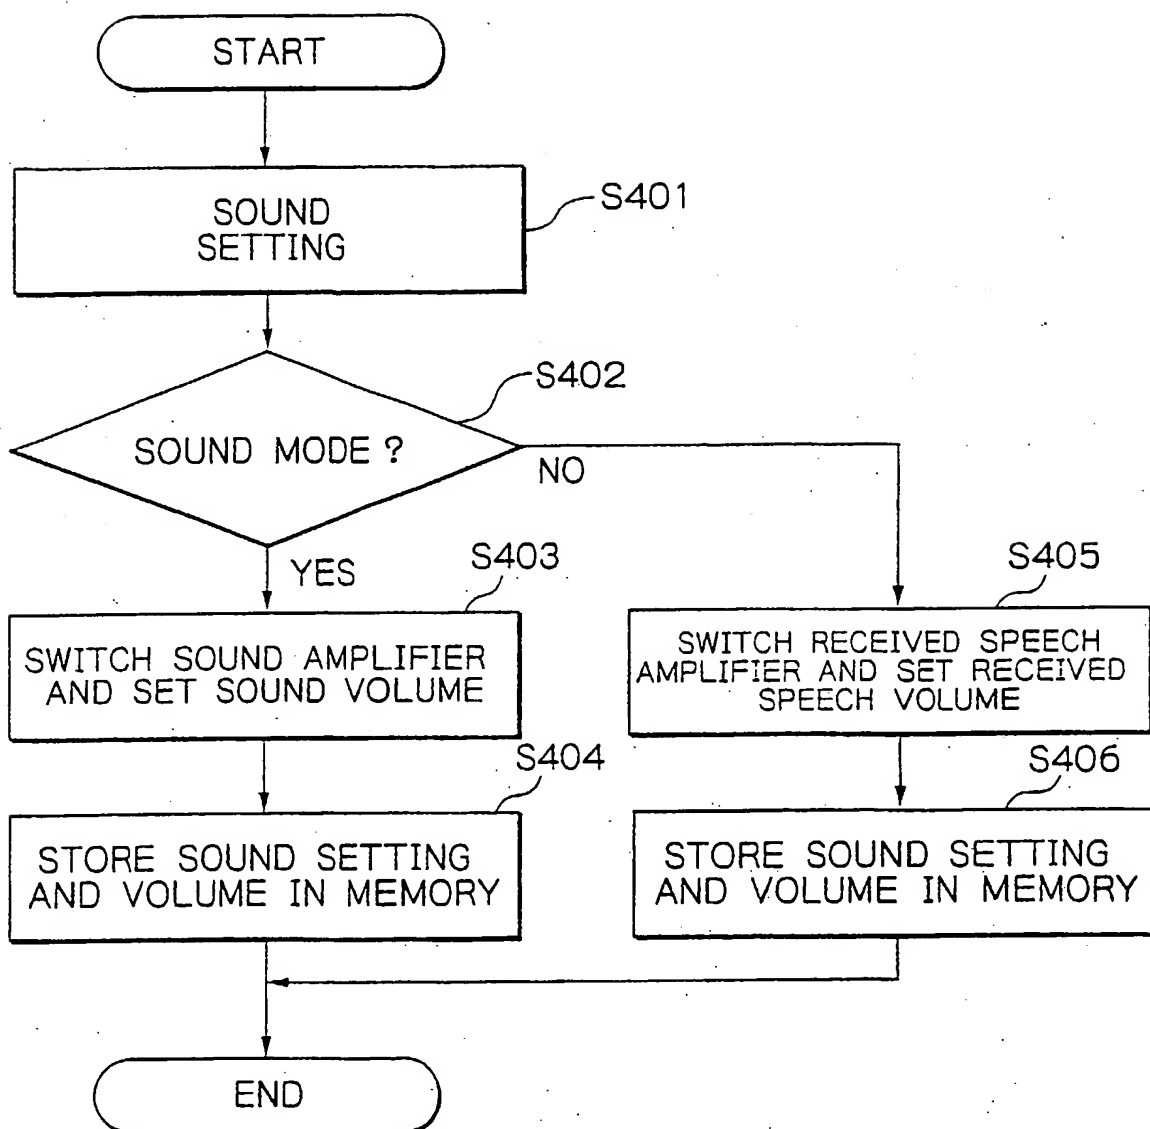 START
SOUND
SETTING
S401
SOUND MODE ?
S402
NO
YES
S403
SWITCH SOUND AMPLIFIER
AND SET SOUND VOLUME
S405
SWITCH RECEIVED SPEECH
AMPLIFIER AND SET RECEIVED
SPEECH VOLUME
S404
STORE SOUND SETTING
AND VOLUME IN MEMORY
S406
STORE SOUND SETTING
AND VOLUME IN MEMORY
END